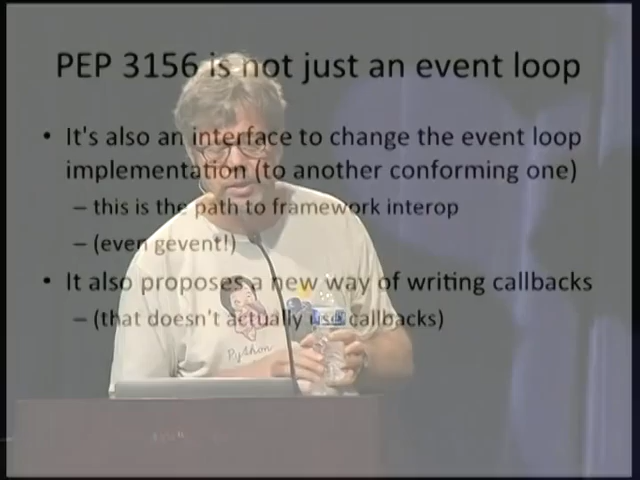 PEP 3156 is not just an event loop
• It's also an interface to change the event loop
implementation (to another conforming one)
– this is the path to framework interop
– (even gevent!)
• It also proposes a new way of writing callbacks
– (that doesn't actually use callbacks)
Python